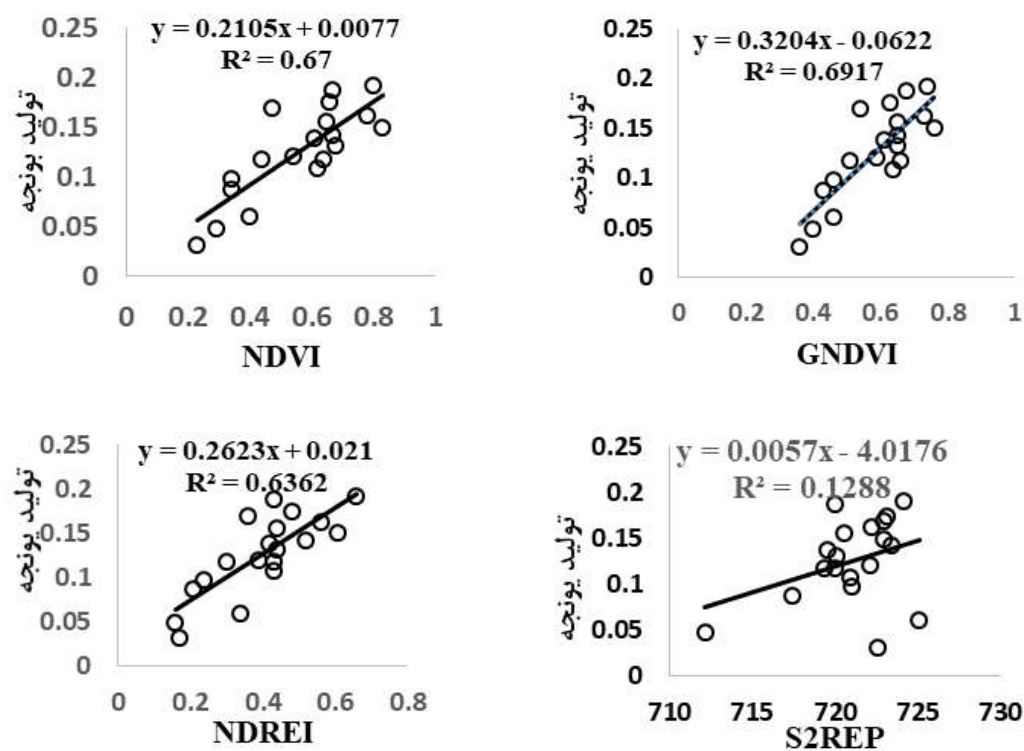 y = 0.2105x + 0.0077
R² = 0.67
تولید یونجه
0.25
0.2
0.15
0.1
0.05
0
0 0.2 0.4 0.6 0.8 1
NDVI
y = 0.3204x - 0.0622
R² = 0.6917
تولید یونجه
0.25
0.2
0.15
0.1
0.05
0
0 0.2 0.4 0.6 0.8 1
GNDVI
y = 0.2623x + 0.021
R² = 0.6362
تولید یونجه
0.25
0.2
0.15
0.1
0.05
0
0 0.2 0.4 0.6 0.8
NDREI
y = 0.0057x - 4.0176
R² = 0.1288
تولید یونجه
0.25
0.2
0.15
0.1
0.05
0
710 715 720 725 730
S2REP